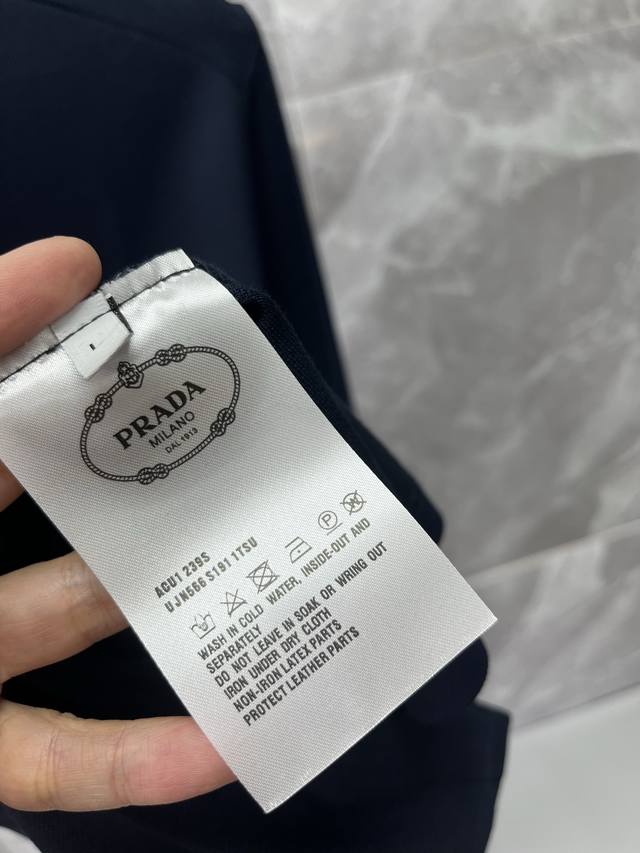 L
PRADA
MILANO
DAL 1913
ACU1 239S
UJN566 S191 1TSU
P
W
WASH IN COLD WATER, INSIDE-OUT AND
SEPARATELY
DO NOT LEAVE IN SOAK OR WRING OUT
IRON UNDER DRY CLOTH
NON-IRON LATEX PARTS
PROTECT LEATHER PARTS